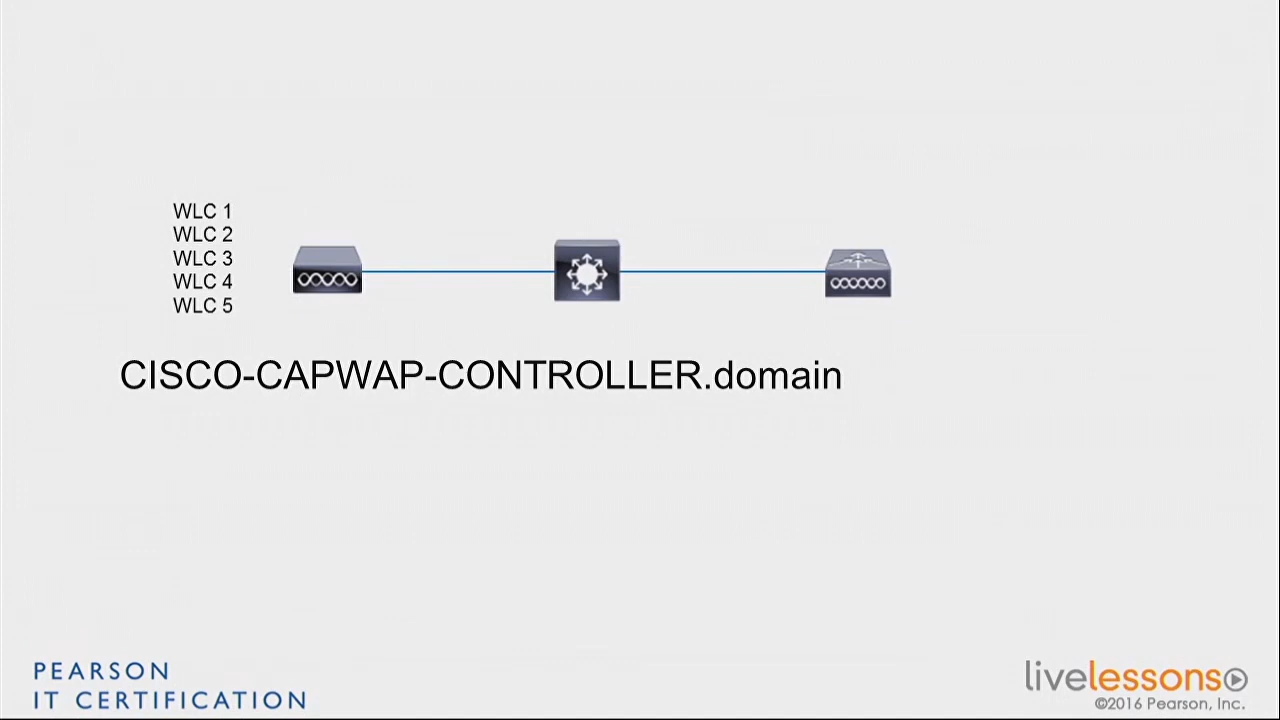 WLC 1
WLC 2
WLC 3
WLC 4
WLC 5
CISCO-CAPWAP-CONTROLLER.domain
PEARSON
IT CERTIFICATION
livelessons
©2016 Pearson, Inc.